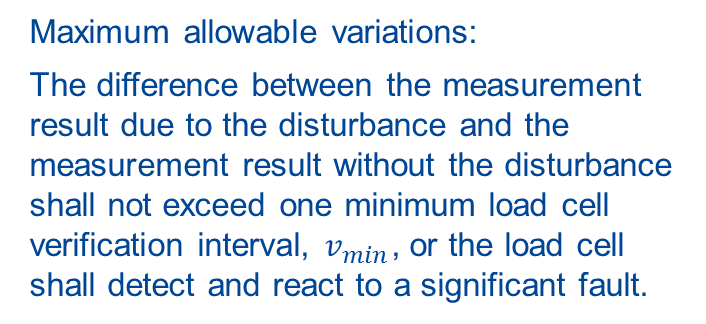 Maximum allowable variations:
The difference between the measurement
result due to the disturbance and the
measurement result without the disturbance
shall not exceed one minimum load cell
verification interval, v_min, or the load cell
shall detect and react to a significant fault.